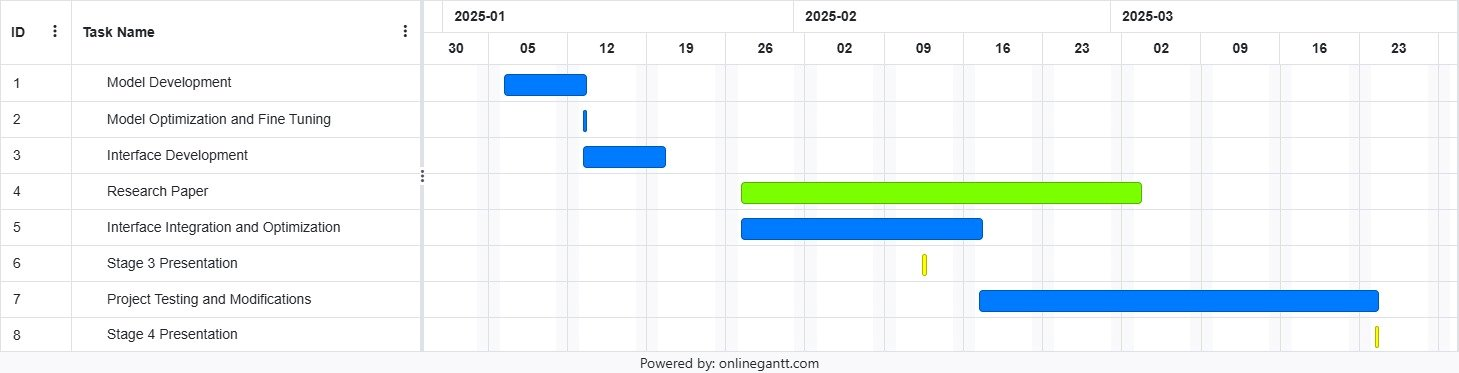 ID Task Name 2025-01 2025-02 2025-03
30 05 12 19 26 02 09 16 23 02 09 16 23
1 Model Development
2 Model Optimization and Fine Tuning
3 Interface Development
4 Research Paper
5 Interface Integration and Optimization
6 Stage 3 Presentation
7 Project Testing and Modifications
8 Stage 4 Presentation
Powered by: onlinegantt.com